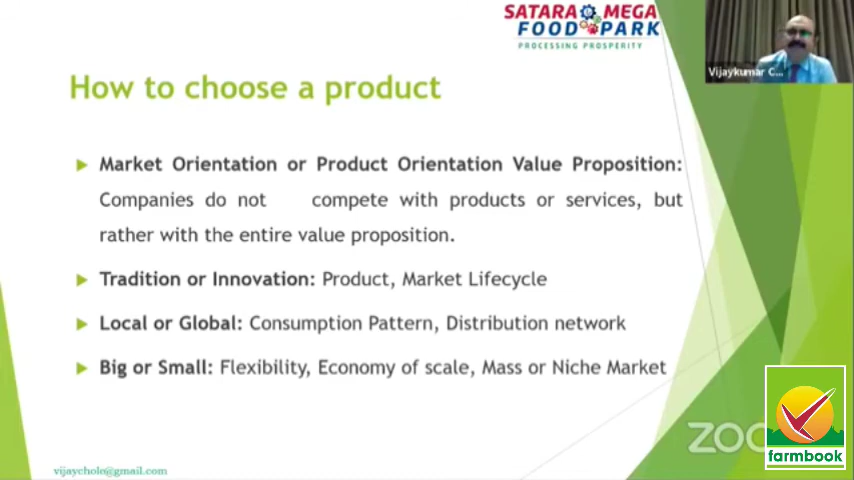 SATARA MEGA
FOOD PARK
PROCESSING PROSPERITY
Vijaykumar C...
How to choose a product
Market Orientation or Product Orientation Value Proposition:
Companies do not compete with products or services, but
rather with the entire value proposition.
Tradition or Innovation: Product, Market Lifecycle
Local or Global: Consumption Pattern, Distribution network
Big or Small: Flexibility, Economy of scale, Mass or Niche Market
ZOO
farmbook
vijaychole@gmail.com